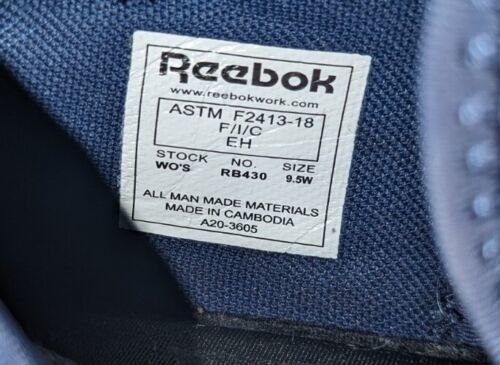 Reebok
www.reebokwork.com
ASTM F2413-18
F/I/C
EH
STOCK NO. SIZE
WO'S RB430 9.5W
ALL MAN MADE MATERIALS
MADE IN CAMBODIA
A20-3605